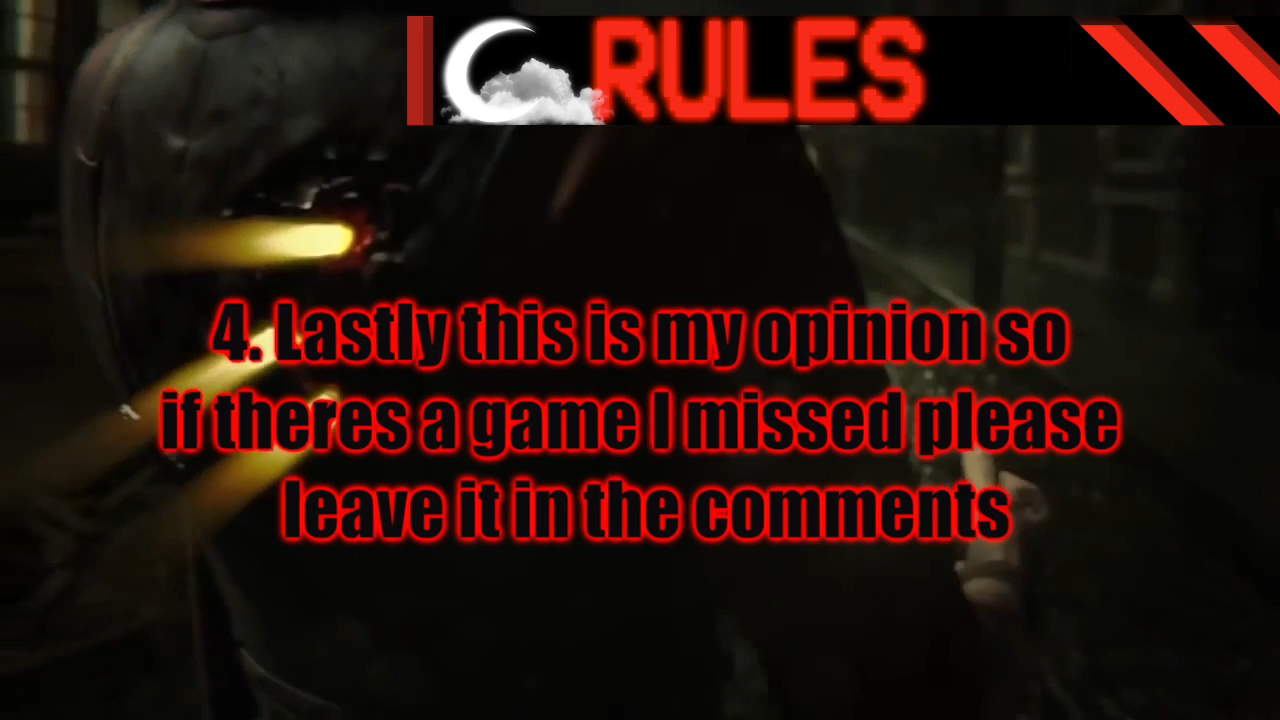 RULES
4. Lastly this is my opinion so
if theres a game I missed please
leave it in the comments